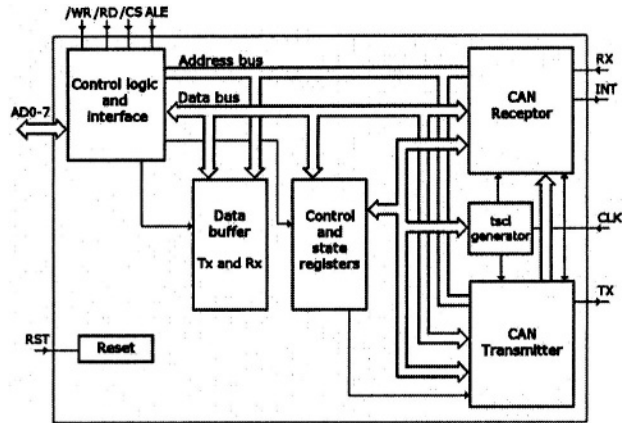 /WR /RD /CS ALE
Address bus
Control logic
and
interface
Data bus
AD0-7
CAN
Receptor
RX
INT
Data
buffer
Tx and Rx
Control
and
state
registers
tscl
generator
CLK
TX
CAN
Transmitter
RST
Reset